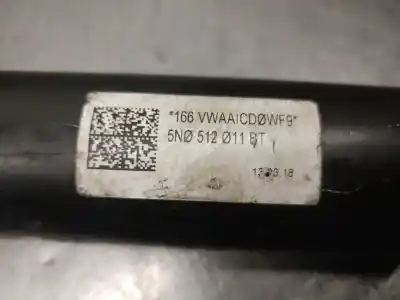 *166 VWAAICDØWF9*
5NØ 512 Ø11 BT
13.03.18